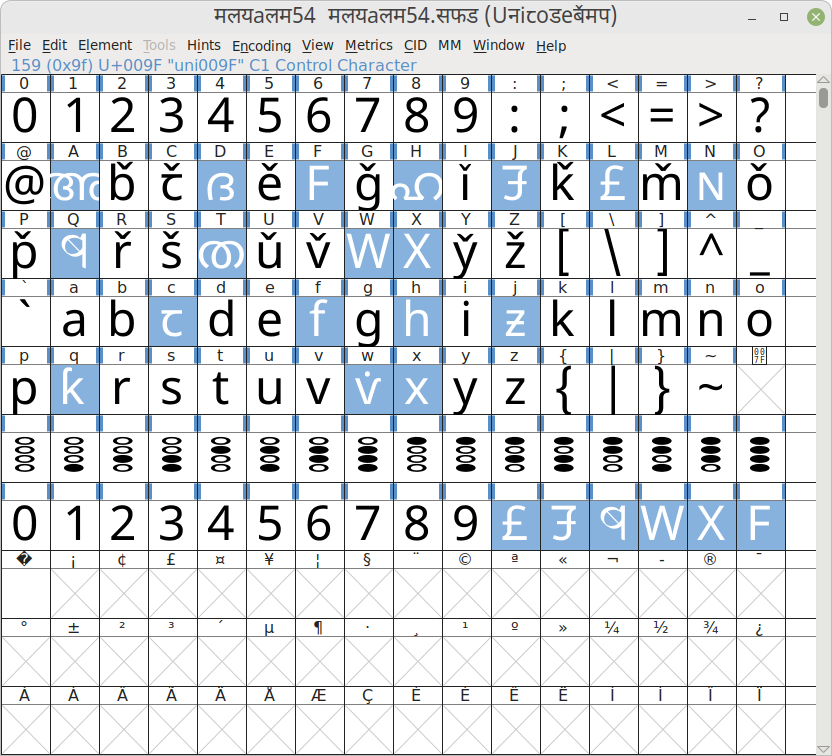 मलयaलम54 मलयaलम54.सफड (Uनicoडeबॅमप)
File Edit Element Tools Hints Encoding View Metrics CID MM Window Help
159 (0x9f) U+009F "uni009F" C1 Control Character
0 1 2 3 4 5 6 7 8 9 : ; < = > ?
0 1 2 3 4 5 6 7 8 9 : ; < = > ?
@ A B C D E F G H I J K L M N O
@ b̌ č ദ ě F ǧ ǐ k̆ £ m̌ N ǒ
P Q R S T U V W X Y Z [ \ ] ^ _
p̌ ř š ത ǔ v̌ W X y̌ ž [ \ ] ^ _
` a b c d e f g h i j k l m n o
` a b d e f g h i ƶ k l m n o
p q r s t u v w x y z { | } ~
p r s t u v v̇ x y z { | } ~
0 1 2 3 4 5 6 7 8 9 £ W X F
� ¡ ¢ £ ¤ ¥ ¦ § ¨ © ª « ¬ - ® ¯
° ± ² ³ ´ µ ¶ · ¸ ¹ º » ¼ ½ ¾ ¿
À Á Â Ã Ä Å Æ Ç È É Ê Ë Ì Í Î Ï